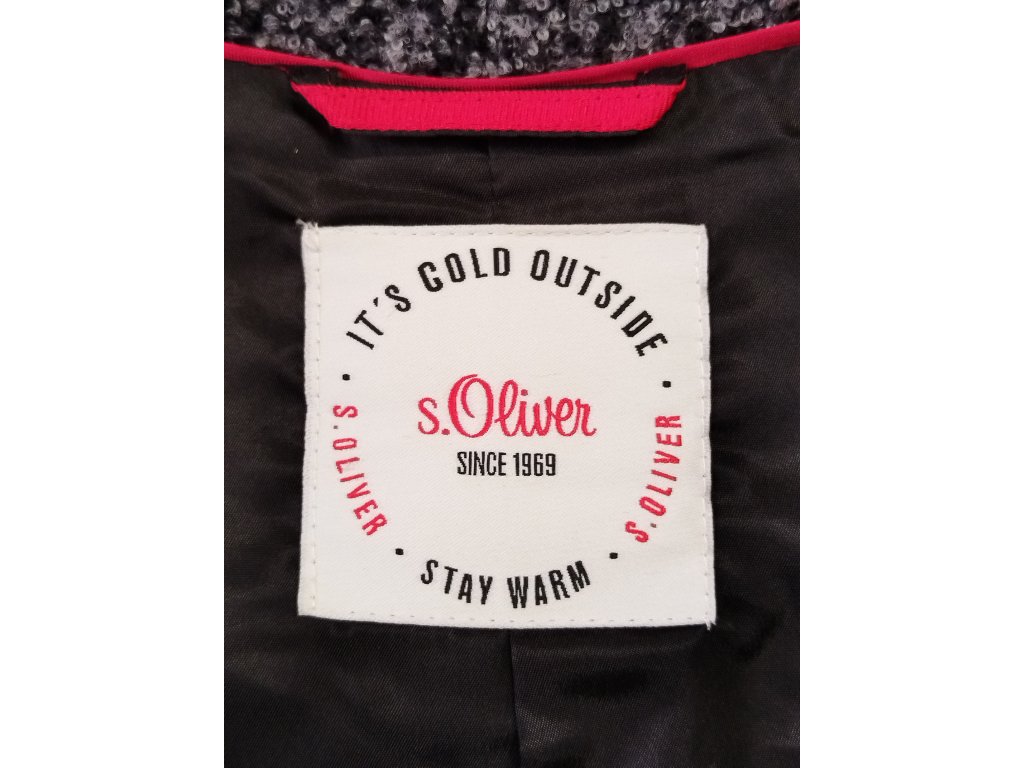 IT´S COLD OUTSIDE
s.Oliver
SINCE 1969
S.OLIVER
S.OLIVER
STAY WARM